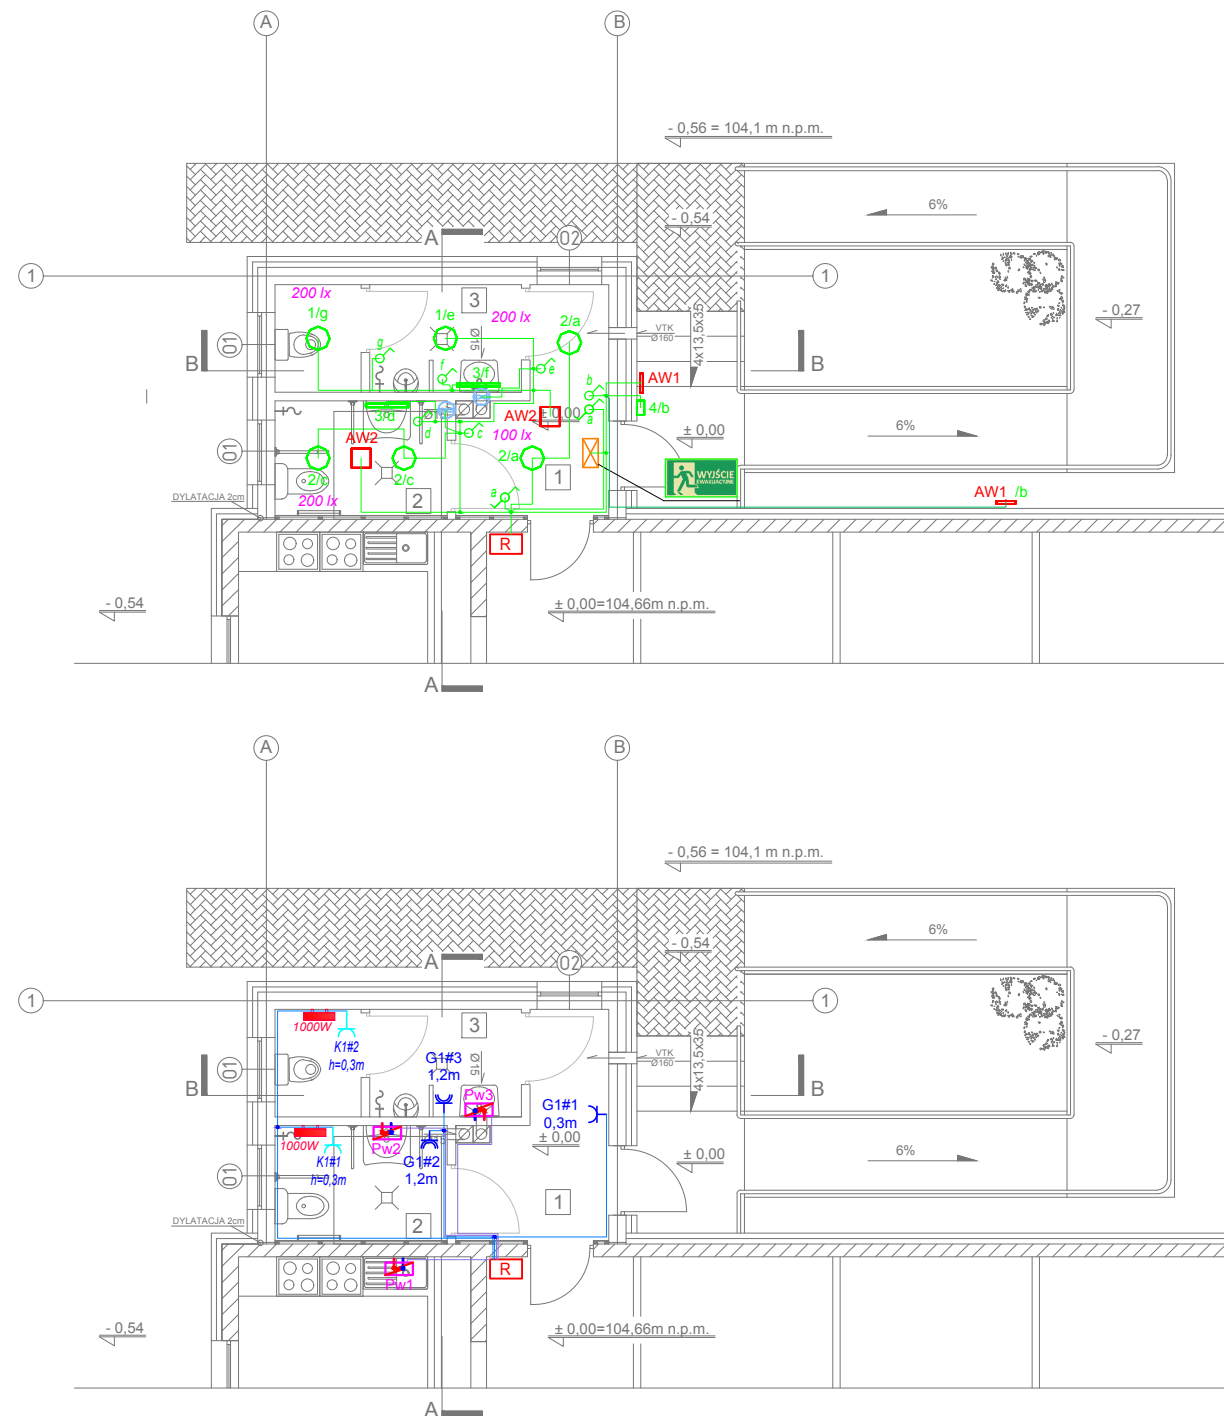 A
B
- 0,56 = 104,1 m n.p.m.
6%
- 0,54
A
02
1
1
200 lx
3
1/g
1/e
200 lx
2/a
- 0,27
VTK
Ø160
4x13,5x35
01
B
B
g
Ø15
f
3/f
e
b
AW1
3/d
AW2
± 0,00
a
4/b
6%
d
c
100 lx
± 0,00
01
AW2
2/a
WYJŚCIE
EWAKUACYJNE
2/c
2/c
1
200 lx
2
a
AW1 /b
DYLATACJA 2cm
R
- 0,54
± 0,00=104,66m n.p.m.
A
A
B
- 0,56 = 104,1 m n.p.m.
6%
- 0,54
A
02
1
1
1000W
3
K1#2
h=0,3m
G1#3
1,2m
- 0,27
VTK
Ø160
4x13,5x35
01
B
B
Ø15
Pw3
G1#1
0,3m
± 0,00
1000W
Pw2
6%
K1#1
h=0,3m
G1#2
1,2m
± 0,00
01
1
2
DYLATACJA 2cm
R
Pw1
- 0,54
± 0,00=104,66m n.p.m.
A